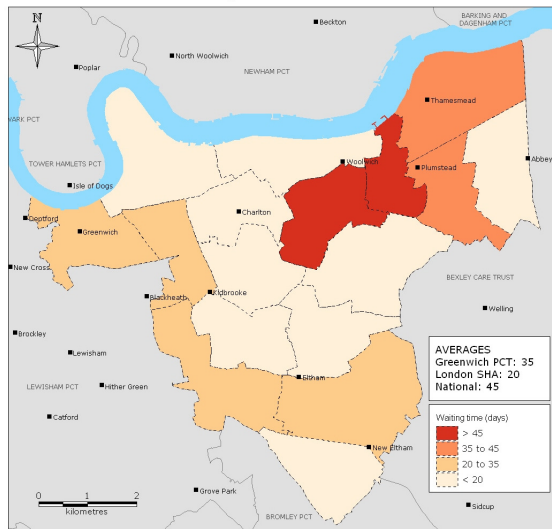 BARKING AND
DAGENHAM PCT
N
Beckton
North Woolwich
Poplar
NEWHAM PCT
Thamesmead
WARK PCT
TOWER HAMLETS PCT
Woolwich
Abbey
Plumstead
Isle of Dogs
Charlton
Deptford
Greenwich
New Cross
BEXLEY CARE TRUST
Blackheath
Kidbrooke
Welling
Brockley
AVERAGES
Greenwich PCT: 35
London SHA: 20
National: 45
Lewisham
Eltham
LEWISHAM PCT
Hither Green
Catford
Waiting time (days)
> 45
35 to 45
20 to 35
< 20
New Eltham
Grove Park
0 1 2
kilometres
BROMLEY PCT
Sidcup